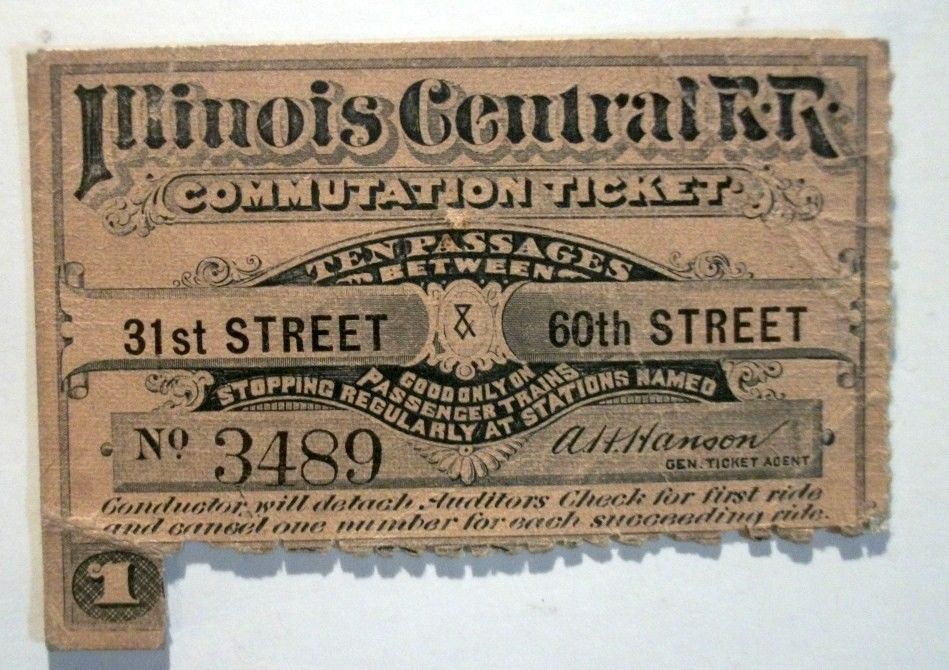 Illinois Central R.R.
COMMUTATION TICKET
TEN PASSAGES
BETWEEN
31st STREET & 60th STREET
GOOD ONLY ON
PASSENGER TRAINS
STOPPING REGULARLY AT STATIONS NAMED
No. 3489
A.H. Hanson
GEN. TICKET AGENT
Conductor will detach Auditors Check for first ride
and cancel one number for each succeeding ride.
1